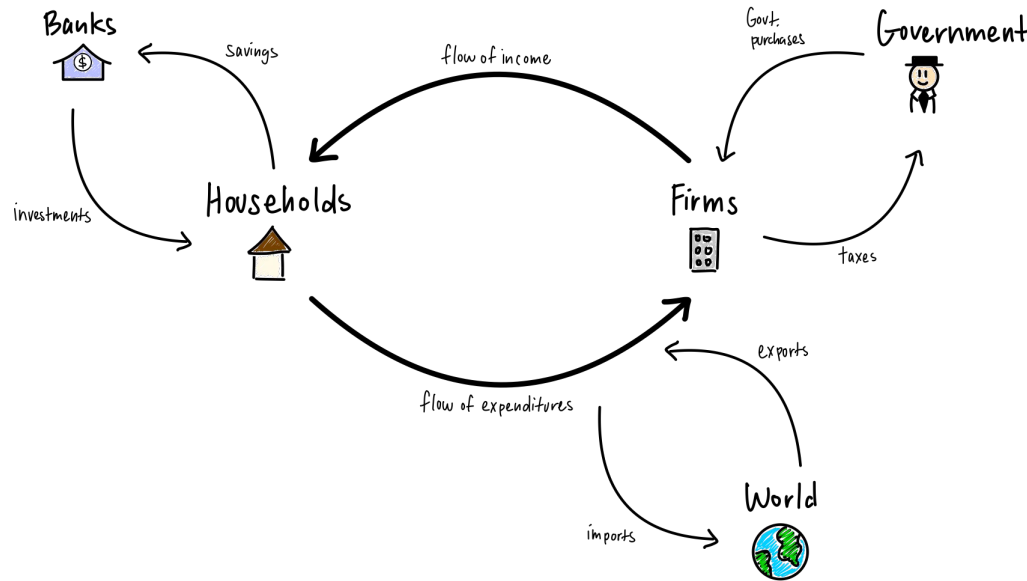 Banks
$
savings
investments
Households
flow of income
Govt.
purchases
Government
Firms
taxes
flow of expenditures
exports
imports
World